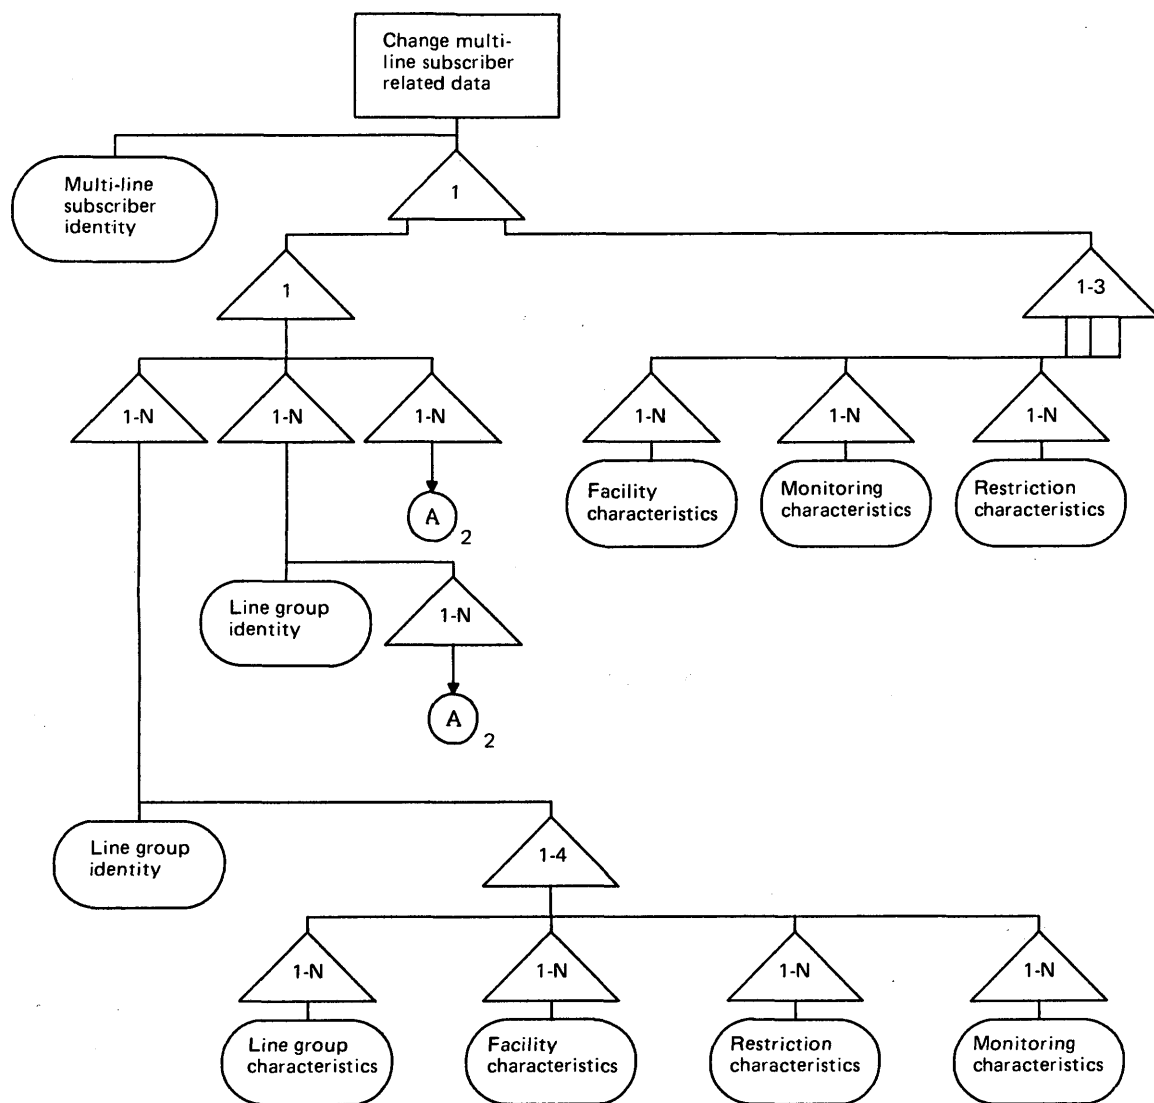 Change multi-
line subscriber
related data
Multi-line
subscriber
identity
1
1
1-3
1-N
1-N
1-N
1-N
1-N
1-N
A
2
Facility
characteristics
Monitoring
characteristics
Restriction
characteristics
Line group
identity
1-N
A
2
Line group
identity
1-4
1-N
1-N
1-N
1-N
Line group
characteristics
Facility
characteristics
Restriction
characteristics
Monitoring
characteristics